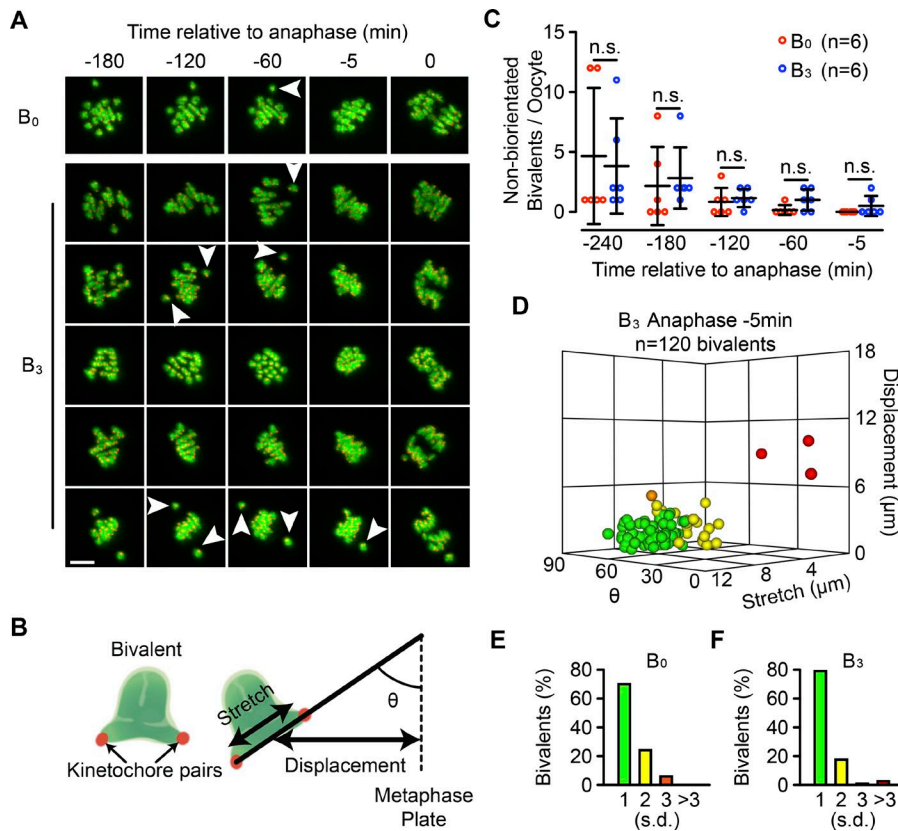 A
Time relative to anaphase (min)
-180 -120 -60 -5 0
B₀
B₃
B
Bivalent
Kinetochore pairs
Stretch
θ
Displacement
Metaphase
Plate
C
Non-biorientated
Bivalents / Oocyte
15
10
5
0
n.s. n.s. n.s. n.s. n.s.
B₀ (n=6)
B₃ (n=6)
-240 -180 -120 -60 -5
Time relative to anaphase (min)
D
B₃ Anaphase -5min
n=120 bivalents
18
12
6
0
Displacement (µm)
90 60 30 0
θ
12 8 4
Stretch (µm)
E
B₀
Bivalents (%)
80
60
40
20
0
1 2 3 >3
(s.d.)
F
B₃
Bivalents (%)
80
60
40
20
0
1 2 3 >3
(s.d.)